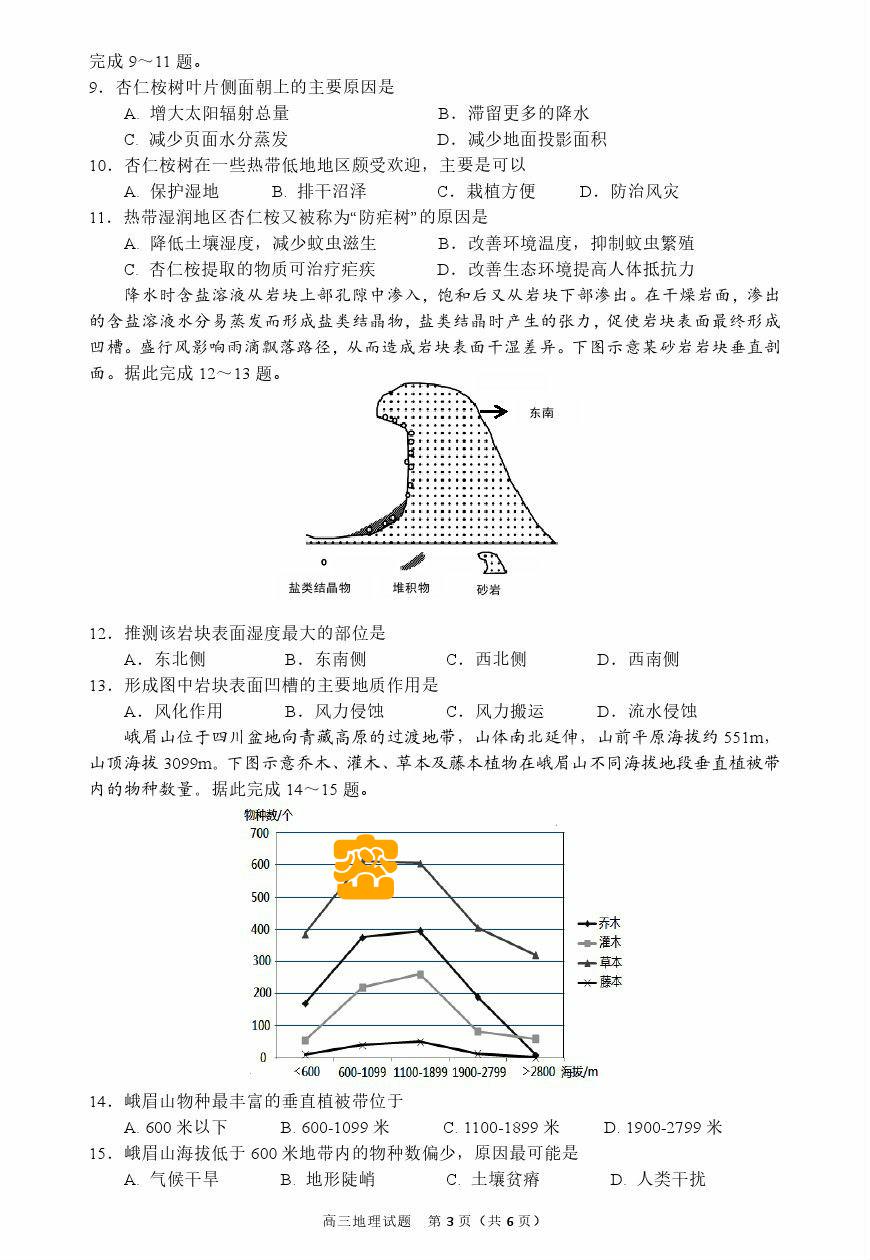 完成 9～11 题。
9．杏仁桉树叶片侧面朝上的主要原因是
A. 增大太阳辐射总量 B．滞留更多的降水
C. 减少页面水分蒸发 D．减少地面投影面积
10．杏仁桉树在一些热带低地地区颇受欢迎，主要是可以
A. 保护湿地 B. 排干沼泽 C．栽植方便 D．防治风灾
11．热带湿润地区杏仁桉又被称为“防疟树”的原因是
A. 降低土壤湿度，减少蚊虫滋生 B．改善环境温度，抑制蚊虫繁殖
C. 杏仁桉提取的物质可治疗疟疾 D．改善生态环境提高人体抵抗力
降水时含盐溶液从岩块上部孔隙中渗入，饱和后又从岩块下部渗出。在干燥岩面，渗出
的含盐溶液水分易蒸发而形成盐类结晶物，盐类结晶时产生的张力，促使岩块表面最终形成
凹槽。盛行风影响雨滴飘落路径，从而造成岩块表面干湿差异。下图示意某砂岩岩块垂直剖
面。据此完成 12～13 题。
东南
盐类结晶物 堆积物 砂岩
12．推测该岩块表面湿度最大的部位是
A．东北侧 B．东南侧 C．西北侧 D．西南侧
13．形成图中岩块表面凹槽的主要地质作用是
A．风化作用 B．风力侵蚀 C．风力搬运 D．流水侵蚀
峨眉山位于四川盆地向青藏高原的过渡地带，山体南北延伸，山前平原海拔约 551m，
山顶海拔 3099m。下图示意乔木、灌木、草本及藤本植物在峨眉山不同海拔地段垂直植被带
内的物种数量。据此完成 14～15 题。
物种数/个
700
600
500
400
300
200
100
0
乔木
灌木
草本
藤本
<600 600-1099 1100-1899 1900-2799 >2800 海拔/m
14．峨眉山物种最丰富的垂直植被带位于
A. 600 米以下 B. 600-1099 米 C. 1100-1899 米 D. 1900-2799 米
15．峨眉山海拔低于 600 米地带内的物种数偏少，原因最可能是
A. 气候干旱 B. 地形陡峭 C. 土壤贫瘠 D. 人类干扰
高三地理试题 第 3 页（共 6 页）